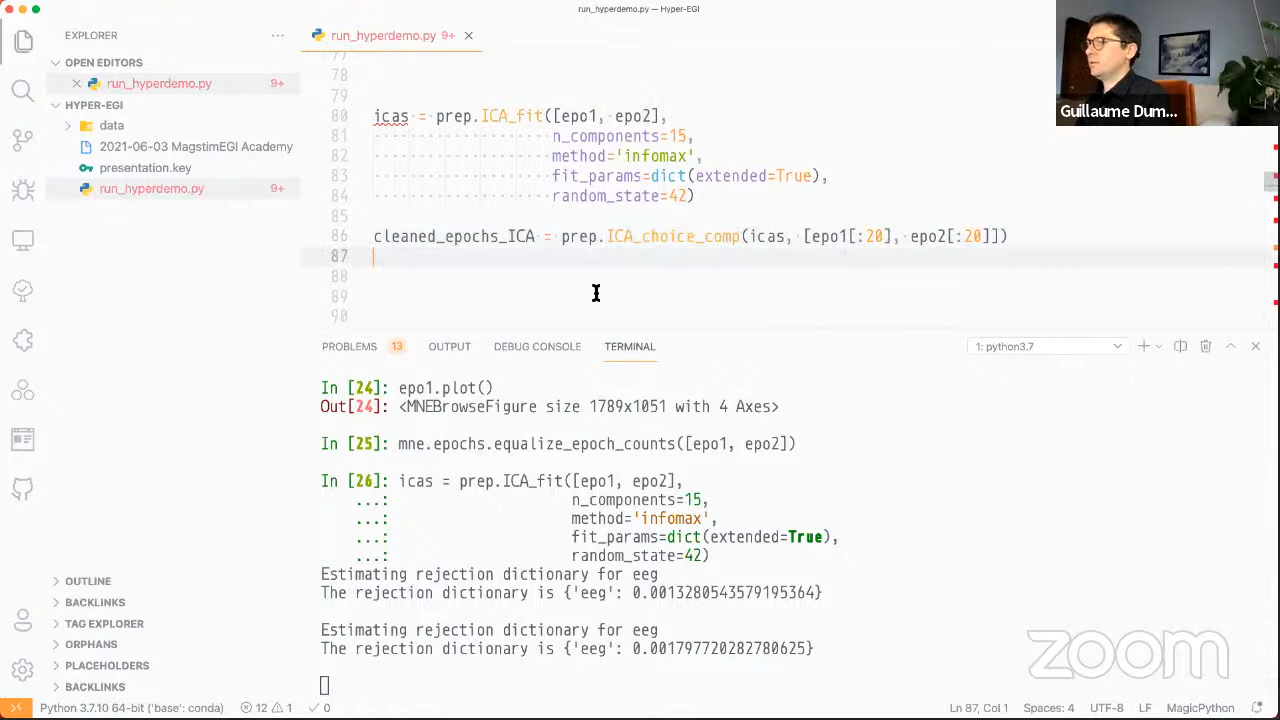 run_hyperdemo.py — Hyper-EGI
EXPLORER
run_hyperdemo.py 9+
OPEN EDITORS
run_hyperdemo.py 9+
HYPER-EGI
data
2021-06-03 MagstimEGI Academy
presentation.key
run_hyperdemo.py 9+
OUTLINE
BACKLINKS
TAG EXPLORER
ORPHANS
PLACEHOLDERS
BACKLINKS
77
78
79
80 icas = prep.ICA_fit([epo1, epo2],
81 n_components=15,
82 method='infomax',
83 fit_params=dict(extended=True),
84 random_state=42)
85
86 cleaned_epochs_ICA = prep.ICA_choice_comp(icas, [epo1[:20], epo2[:20]])
87
88
89
90
Guillaume Dum...
PROBLEMS 13 OUTPUT DEBUG CONSOLE TERMINAL 1: python3.7
In [24]: epo1.plot()
Out[24]: <MNEBrowseFigure size 1789x1051 with 4 Axes>
In [25]: mne.epochs.equalize_epoch_counts([epo1, epo2])
In [26]: icas = prep.ICA_fit([epo1, epo2],
...: n_components=15,
...: method='infomax',
...: fit_params=dict(extended=True),
...: random_state=42)
Estimating rejection dictionary for eeg
The rejection dictionary is {'eeg': 0.0013280543579195364}
Estimating rejection dictionary for eeg
The rejection dictionary is {'eeg': 0.001797720282780625}
zoom
Python 3.7.10 64-bit ('base': conda) 12 1 0 Ln 87, Col 1 Spaces: 4 UTF-8 LF MagicPython